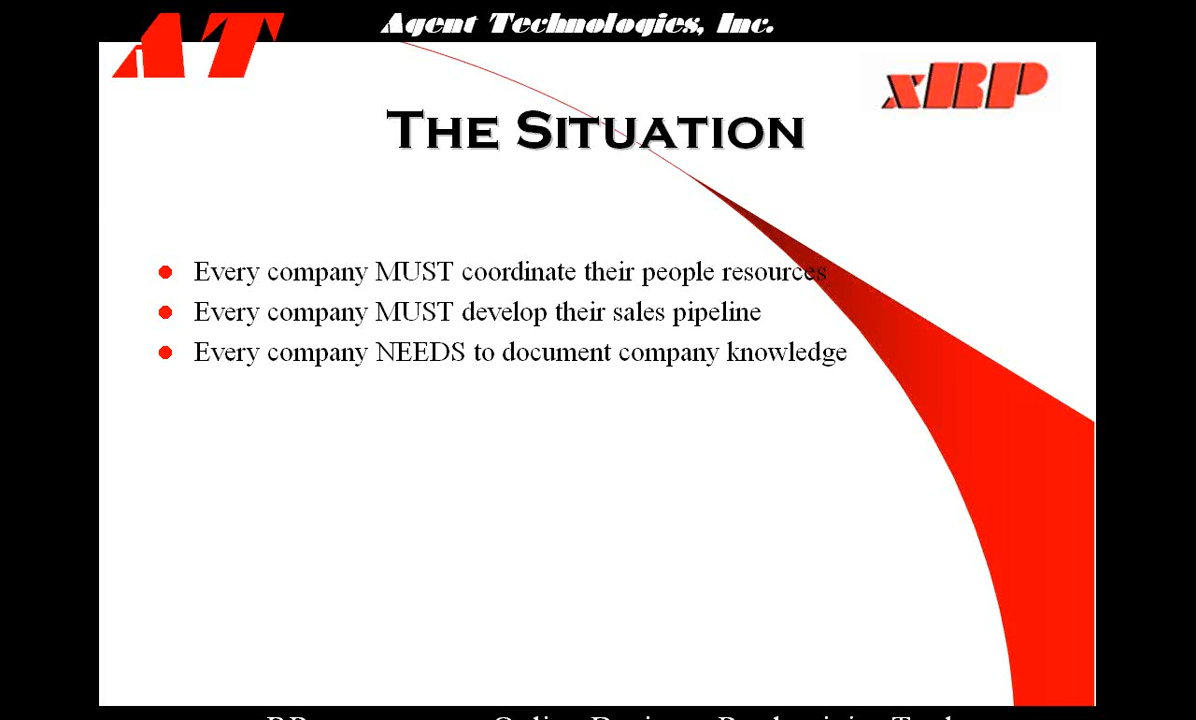 AT
Agent Technologies, Inc.
xRP
The Situation
Every company MUST coordinate their people resources
Every company MUST develop their sales pipeline
Every company NEEDS to document company knowledge